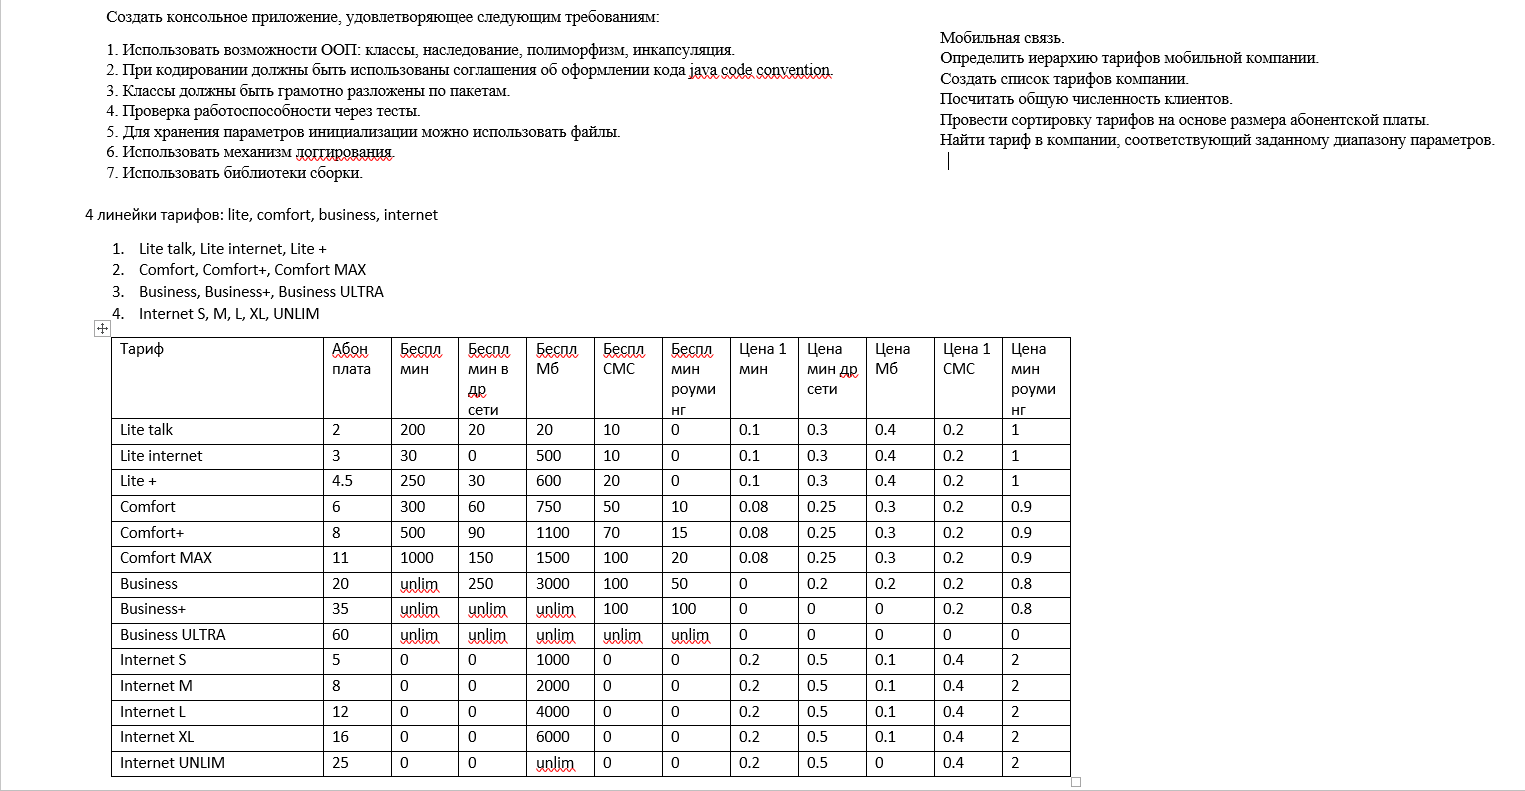 Создать консольное приложение, удовлетворяющее следующим требованиям:
1. Использовать возможности ООП: классы, наследование, полиморфизм, инкапсуляция.
2. При кодировании должны быть использованы соглашения об оформлении кода java code convention.
3. Классы должны быть грамотно разложены по пакетам.
4. Проверка работоспособности через тесты.
5. Для хранения параметров инициализации можно использовать файлы.
6. Использовать механизм логгирования.
7. Использовать библиотеки сборки.
Мобильная связь.
Определить иерархию тарифов мобильной компании.
Создать список тарифов компании.
Посчитать общую численность клиентов.
Провести сортировку тарифов на основе размера абонентской платы.
Найти тариф в компании, соответствующий заданному диапазону параметров.
4 линейки тарифов: lite, comfort, business, internet
1. Lite talk, Lite internet, Lite +
2. Comfort, Comfort+, Comfort MAX
3. Business, Business+, Business ULTRA
4. Internet S, M, L, XL, UNLIM
Тариф Абон плата Беспл мин Беспл мин в др сети Беспл Мб Беспл СМС Беспл мин роуминг Цена 1 мин Цена мин др сети Цена Мб Цена 1 СМС Цена мин роуминг
Lite talk 2 200 20 20 10 0 0.1 0.3 0.4 0.2 1
Lite internet 3 30 0 500 10 0 0.1 0.3 0.4 0.2 1
Lite + 4.5 250 30 600 20 0 0.1 0.3 0.4 0.2 1
Comfort 6 300 60 750 50 10 0.08 0.25 0.3 0.2 0.9
Comfort+ 8 500 90 1100 70 15 0.08 0.25 0.3 0.2 0.9
Comfort MAX 11 1000 150 1500 100 20 0.08 0.25 0.3 0.2 0.9
Business 20 unlim 250 3000 100 50 0 0.2 0.2 0.2 0.8
Business+ 35 unlim unlim unlim 100 100 0 0 0 0.2 0.8
Business ULTRA 60 unlim unlim unlim unlim unlim 0 0 0 0 0
Internet S 5 0 0 1000 0 0 0.2 0.5 0.1 0.4 2
Internet M 8 0 0 2000 0 0 0.2 0.5 0.1 0.4 2
Internet L 12 0 0 4000 0 0 0.2 0.5 0.1 0.4 2
Internet XL 16 0 0 6000 0 0 0.2 0.5 0.1 0.4 2
Internet UNLIM 25 0 0 unlim 0 0 0.2 0.5 0 0.4 2